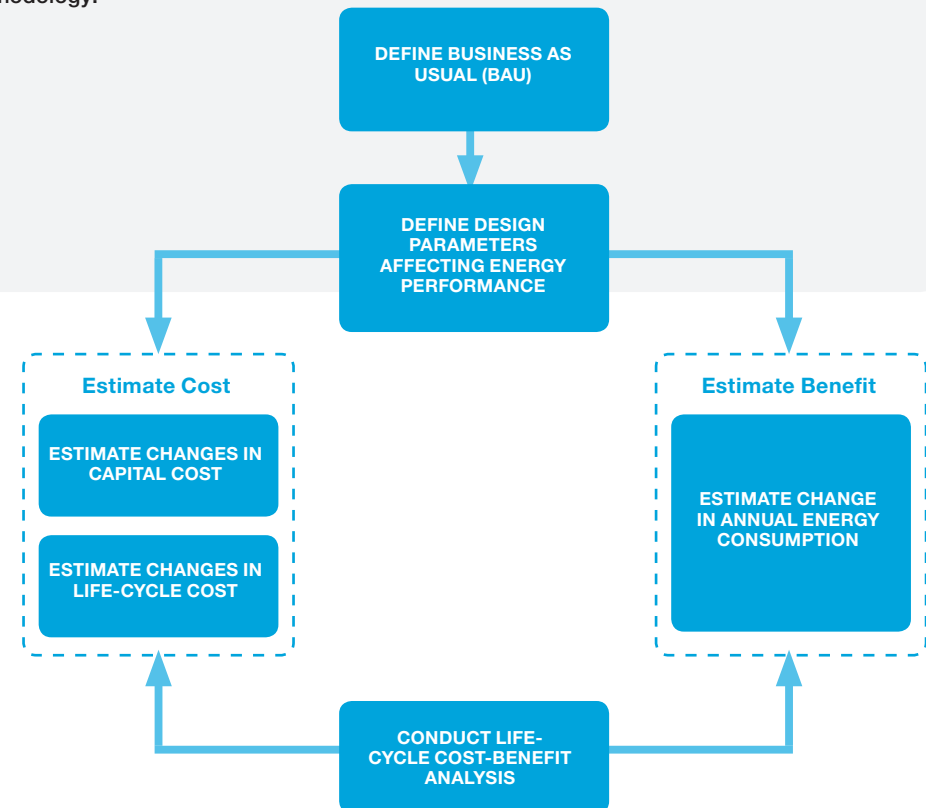 DEFINE BUSINESS AS
USUAL (BAU)
DEFINE DESIGN
PARAMETERS
AFFECTING ENERGY
PERFORMANCE
Estimate Cost
ESTIMATE CHANGES IN
CAPITAL COST
ESTIMATE CHANGES IN
LIFE-CYCLE COST
Estimate Benefit
ESTIMATE CHANGE
IN ANNUAL ENERGY
CONSUMPTION
CONDUCT LIFE-
CYCLE COST-BENEFIT
ANALYSIS